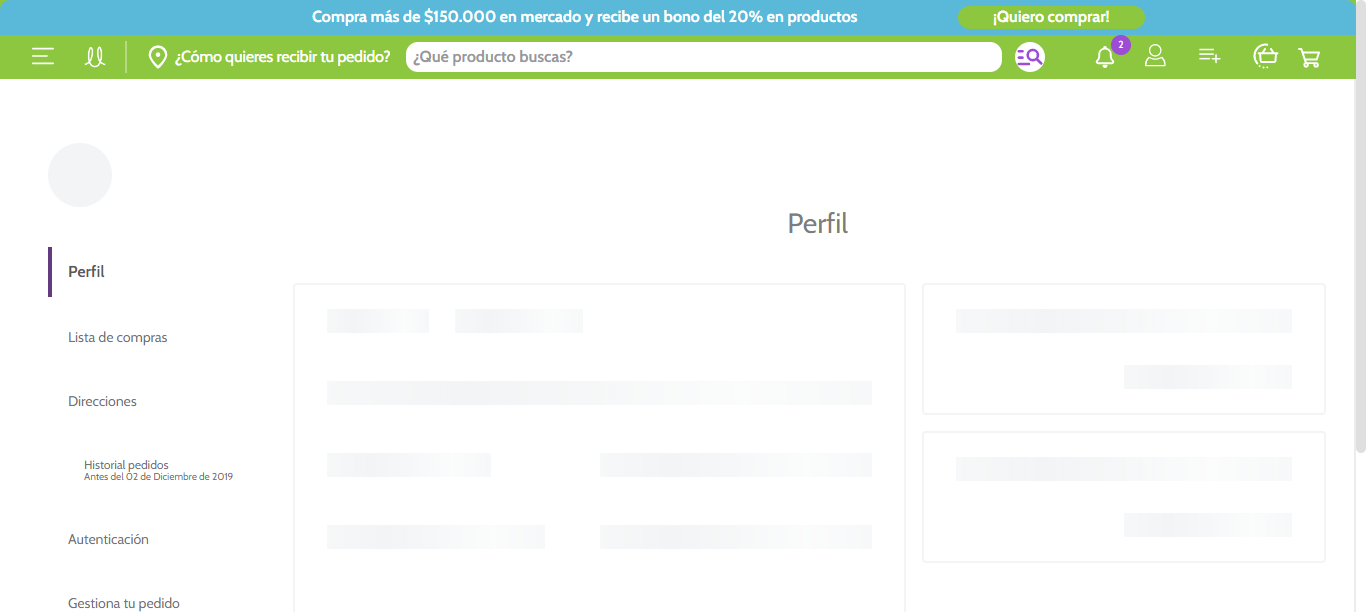 Compra más de $150.000 en mercado y recibe un bono del 20% en productos
¡Quiero comprar!
¿Cómo quieres recibir tu pedido?
¿Qué producto buscas?
2
Perfil
Perfil
Lista de compras
Direcciones
Historial pedidos
Antes del 02 de Diciembre de 2019
Autenticación
Gestiona tu pedido